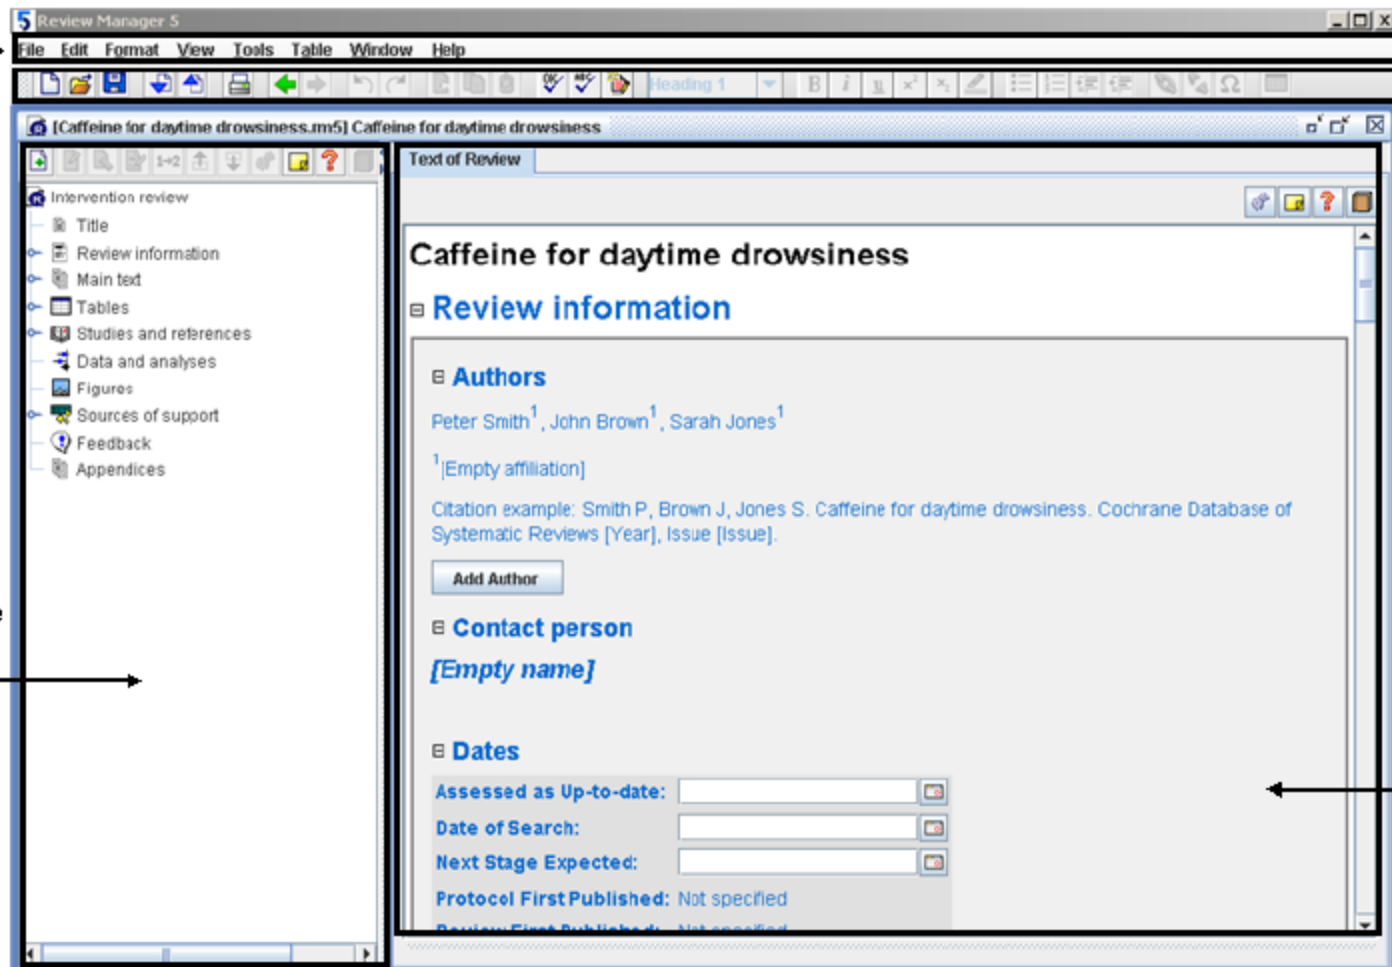 Review Manager 5
File Edit Format View Tools Table Window Help
Heading 1
[Caffeine for daytime drowsiness.rm5] Caffeine for daytime drowsiness
Intervention review
Title
Review information
Main text
Tables
Studies and references
Data and analyses
Figures
Sources of support
Feedback
Appendices
Text of Review
Caffeine for daytime drowsiness
Review information
Authors
Peter Smith1, John Brown1, Sarah Jones1
1[Empty affiliation]
Citation example: Smith P, Brown J, Jones S. Caffeine for daytime drowsiness. Cochrane Database of
Systematic Reviews [Year], Issue [Issue].
Add Author
Contact person
[Empty name]
Dates
Assessed as Up-to-date:
Date of Search:
Next Stage Expected:
Protocol First Published: Not specified
Review First Published: Not specified